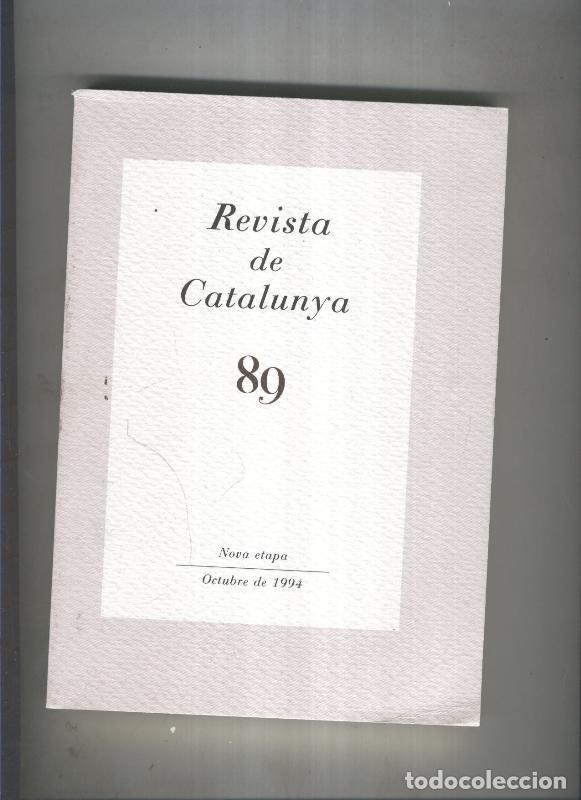 Revista
de
Catalunya
89
Nova etapa
Octubre de 1994
todocoleccion